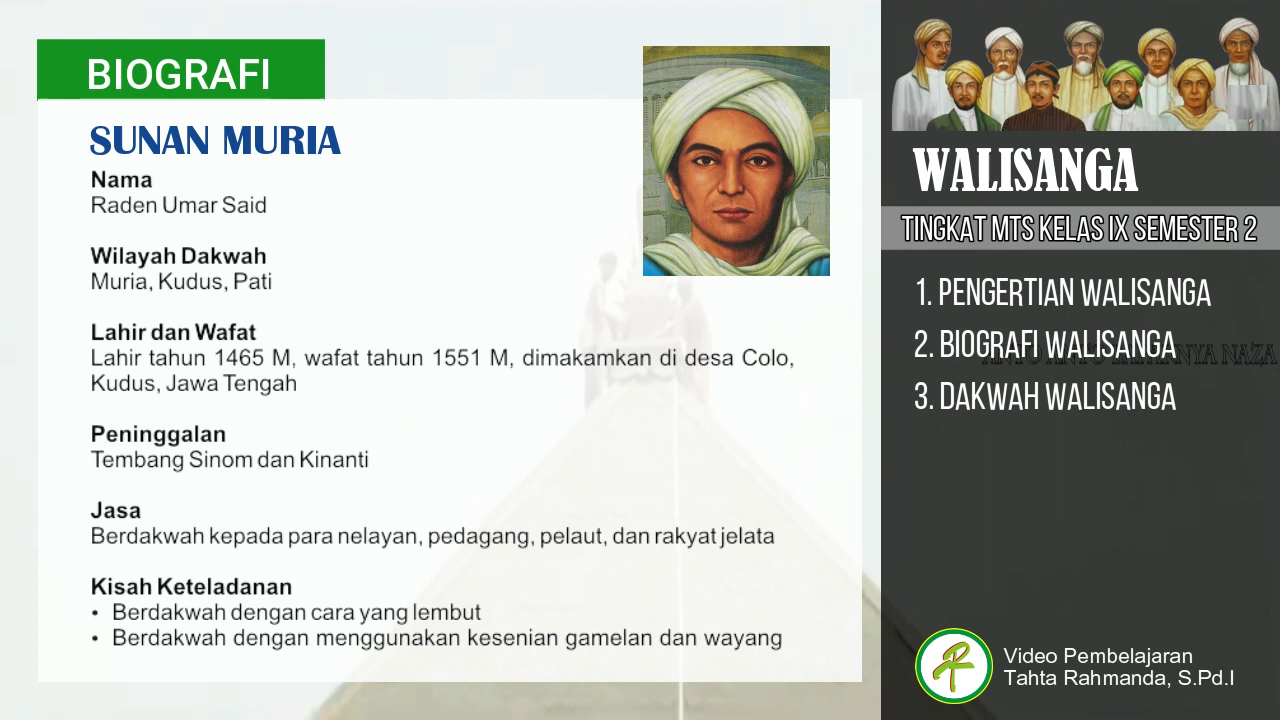 BIOGRAFI
SUNAN MURIA
Nama
Raden Umar Said
Wilayah Dakwah
Muria, Kudus, Pati
Lahir dan Wafat
Lahir tahun 1465 M, wafat tahun 1551 M, dimakamkan di desa Colo,
Kudus, Jawa Tengah
Peninggalan
Tembang Sinom dan Kinanti
Jasa
Berdakwah kepada para nelayan, pedagang, pelaut, dan rakyat jelata
Kisah Keteladanan
• Berdakwah dengan cara yang lembut
• Berdakwah dengan menggunakan kesenian gamelan dan wayang
WALISANGA
TINGKAT MTS KELAS IX SEMESTER 2
1. PENGERTIAN WALISANGA
2. BIOGRAFI WALISANGA
3. DAKWAH WALISANGA
Video Pembelajaran
Tahta Rahmanda, S.Pd.I